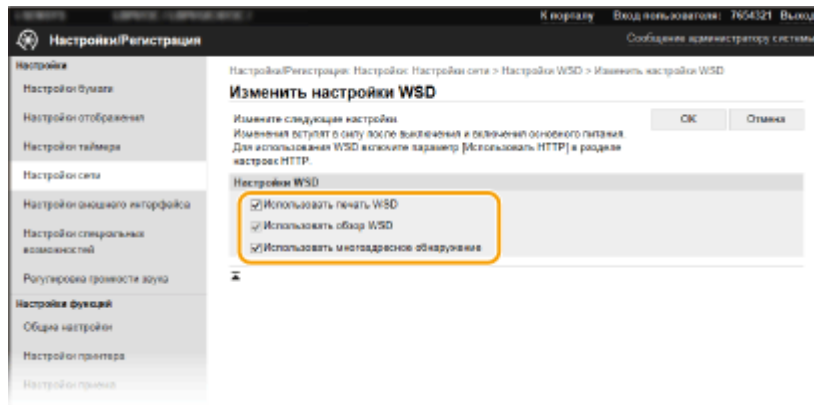 К порталу Вход пользователя: 7654321 Выход
Настройки/Регистрация
Сообщение администратору системы
Настройки
Настройки бумаги
Настройки отображения
Настройки таймера
Настройки сети
Настройки внешнего интерфейса
Настройки специальных
возможностей
Регулировка громкости звука
Настройки функций
Общие настройки
Настройки принтера
Настройки приема
Настройки/Регистрация: Настройки: Настройки сети > Настройки WSD > Изменить настройки WSD
Изменить настройки WSD
Измените следующие настройки.
Изменения вступят в силу после выключения и включения основного питания.
Для использования WSD включите параметр [Использовать HTTP] в разделе
настроек HTTP.
OK Отмена
Настройки WSD
Использовать печать WSD
Использовать обзор WSD
Использовать многоадресное обнаружение